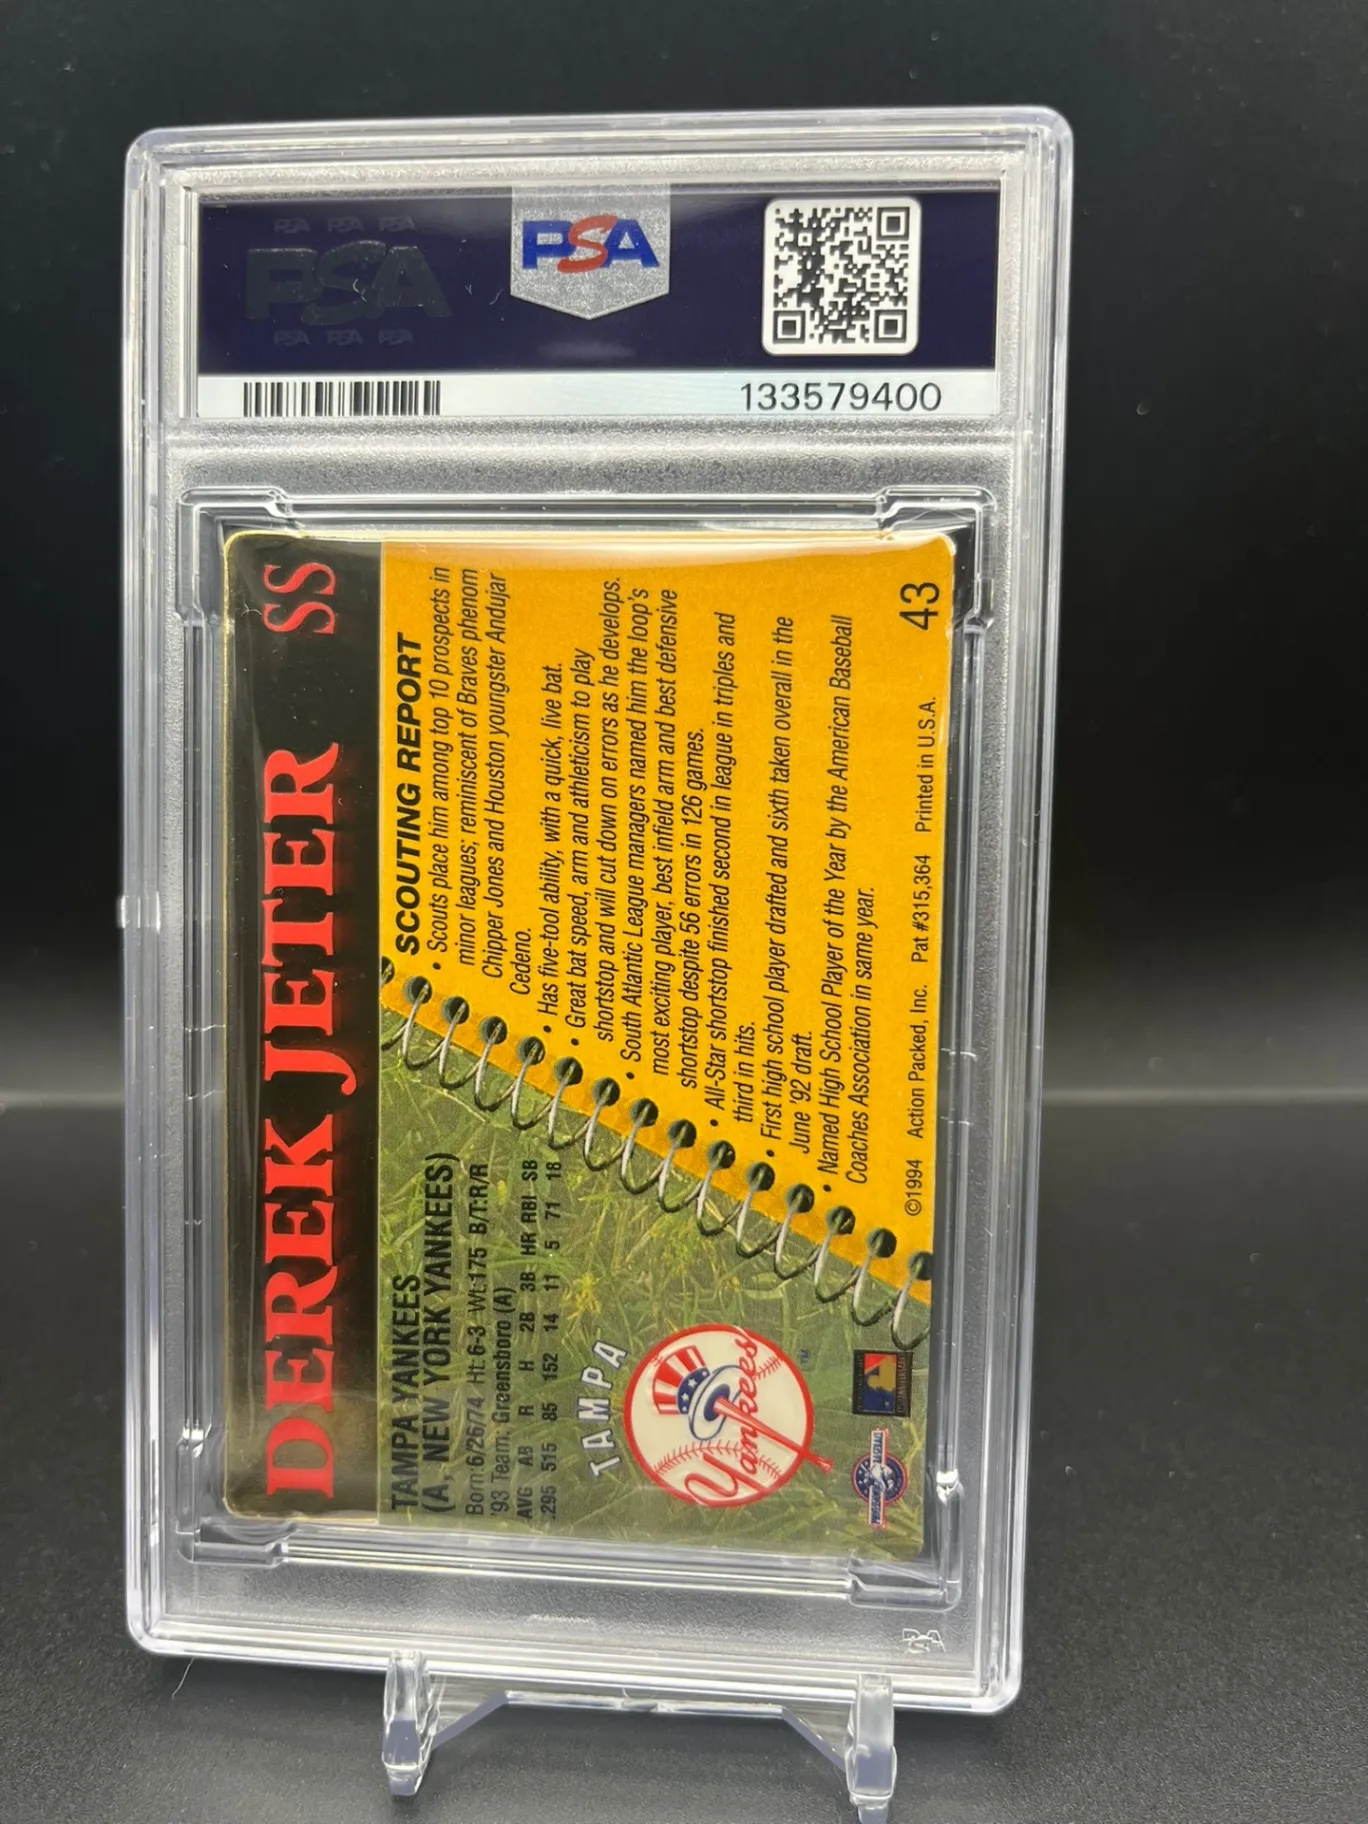 PSA PSA PSA
PSA
PSA PSA PSA
PSA
133579400
DEREK JETER SS
TAMPA YANKEES
(A, NEW YORK YANKEES)
Born:6/26/74 Ht:6-3 Wt:175 B/T:R/R
'93 Team: Greensboro (A)
AVG AB R H 2B 3B HR RBI SB
.295 515 85 152 14 11 5 71 18
TAMPA
Yankees
TM
SCOUTING REPORT
• Scouts place him among top 10 prospects in
minor leagues; reminiscent of Braves phenom
Chipper Jones and Houston youngster Andujar
Cedeno.
• Has five-tool ability, with a quick, live bat.
• Great bat speed, arm and athleticism to play
shortstop and will cut down on errors as he develops.
• South Atlantic League managers named him the loop's
most exciting player, best infield arm and best defensive
shortstop despite 56 errors in 126 games.
• All-Star shortstop finished second in league in triples and
third in hits.
• First high school player drafted and sixth taken overall in the
June '92 draft.
• Named High School Player of the Year by the American Baseball
Coaches Association in same year.
©1994 Action Packed, Inc. Pat #315,364 Printed in U.S.A.
43